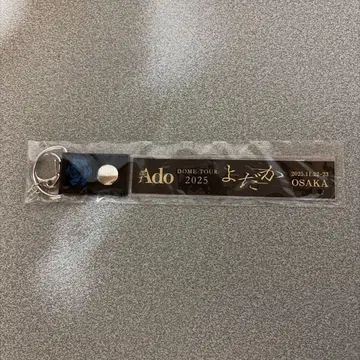 Ado
DOME TOUR
2025
よだか
2025.11.22-23
OSAKA